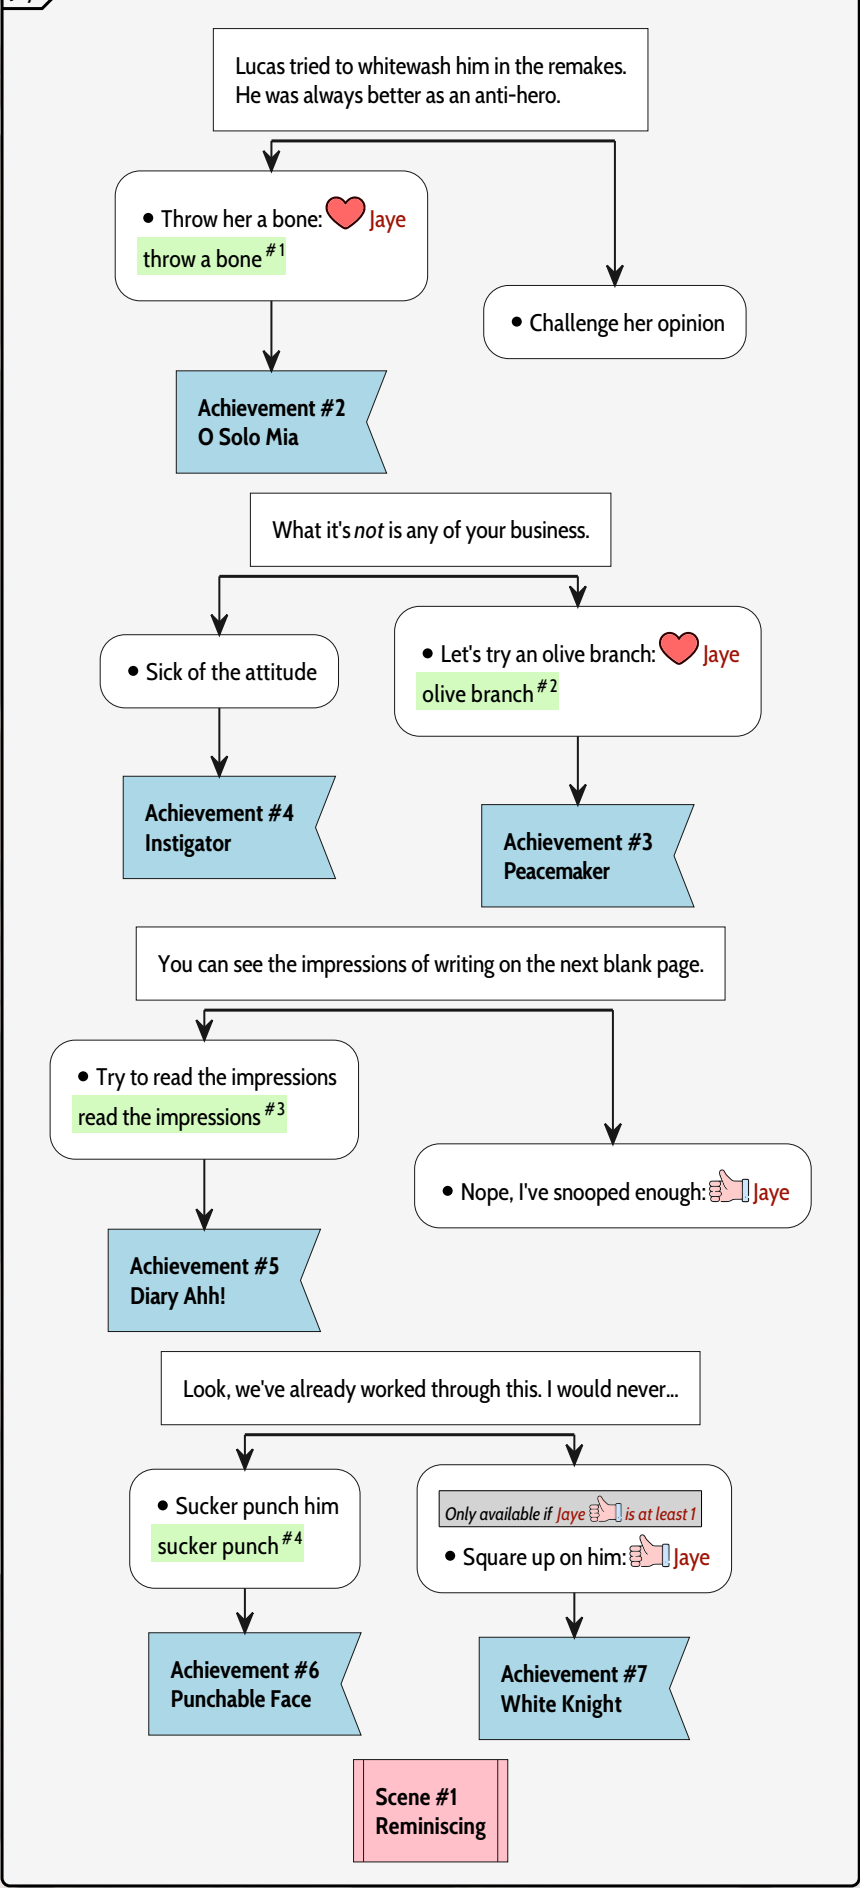 Lucas tried to whitewash him in the remakes.
He was always better as an anti-hero.
• Throw her a bone: Jaye
throw a bone #1
• Challenge her opinion
Achievement #2
O Solo Mia
What it's not is any of your business.
• Sick of the attitude
• Let's try an olive branch: Jaye
olive branch #2
Achievement #4
Instigator
Achievement #3
Peacemaker
You can see the impressions of writing on the next blank page.
• Try to read the impressions
read the impressions #3
• Nope, I've snooped enough: Jaye
Achievement #5
Diary Ahh!
Look, we've already worked through this. I would never...
• Sucker punch him
sucker punch #4
Only available if Jaye is at least 1
• Square up on him: Jaye
Achievement #6
Punchable Face
Achievement #7
White Knight
Scene #1
Reminiscing